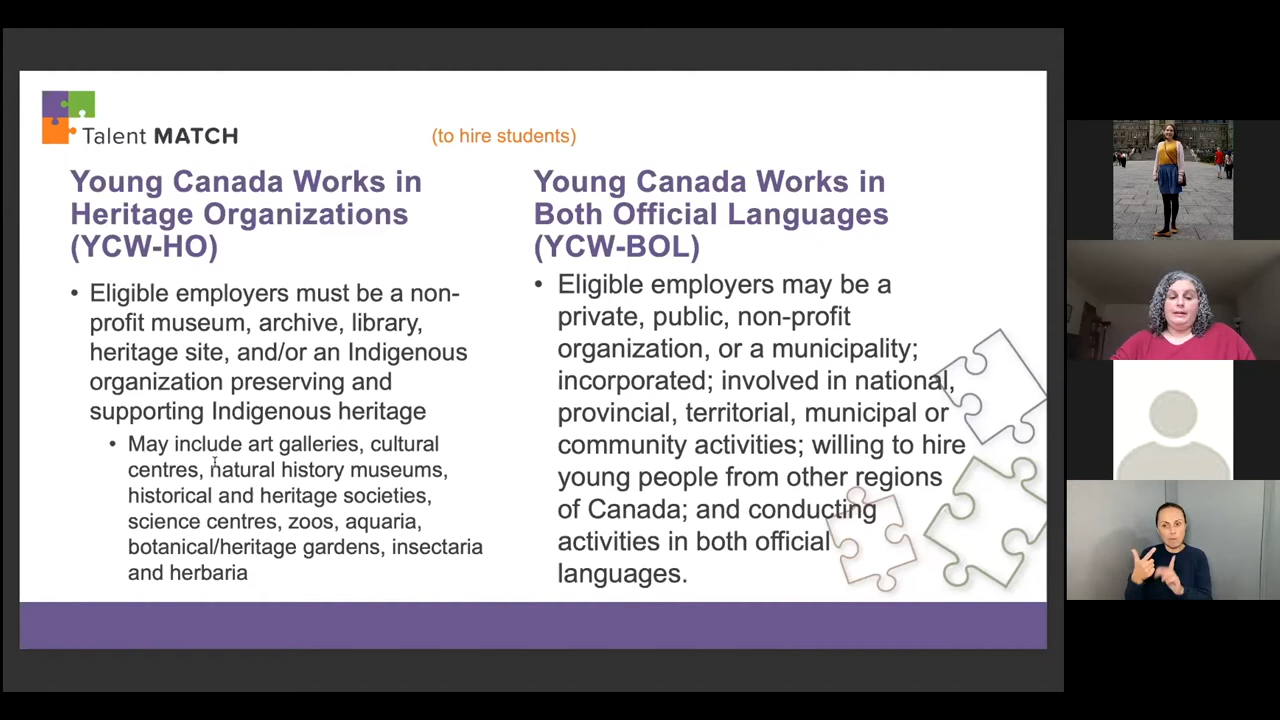 Talent MATCH
(to hire students)
Young Canada Works in
Heritage Organizations
(YCW-HO)
• Eligible employers must be a non-
profit museum, archive, library,
heritage site, and/or an Indigenous
organization preserving and
supporting Indigenous heritage
• May include art galleries, cultural
centres, natural history museums,
historical and heritage societies,
science centres, zoos, aquaria,
botanical/heritage gardens, insectaria
and herbaria
Young Canada Works in
Both Official Languages
(YCW-BOL)
• Eligible employers may be a
private, public, non-profit
organization, or a municipality;
incorporated; involved in national,
provincial, territorial, municipal or
community activities; willing to hire
young people from other regions
of Canada; and conducting
activities in both official
languages.